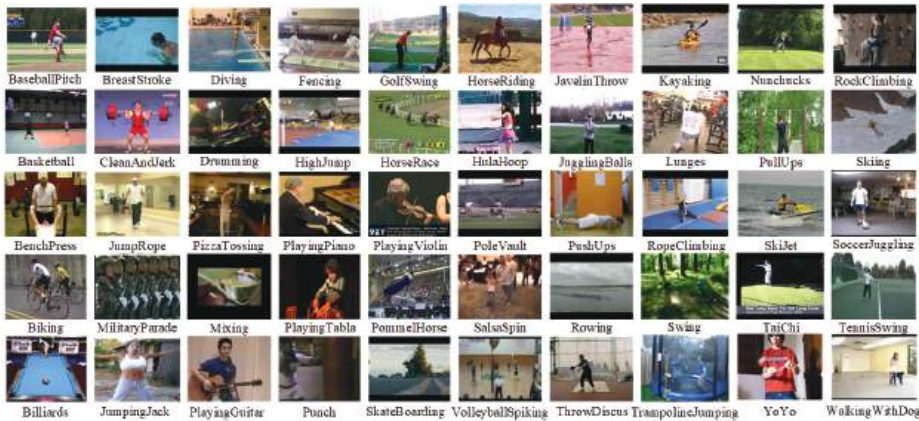 BaseballPitch BreastStroke Diving Fencing GolfSwing HorseRiding JavelinThrow Kayaking Nunchucks RockClimbing
Basketball CleanAndJerk Drumming HighJump HorseRace HulaHoop JugglingBalls Lunges PullUps Skiing
BenchPress JumpRope PizzaTossing PlayingPiano PlayingViolin PoleVault PushUps RopeClimbing SkiJet SoccerJuggling
Biking MilitaryParade Mixing PlayingTabla PommelHorse SalsaSpin Rowing Swing TaiChi TennisSwing
Billiards JumpingJack PlayingGuitar Punch SkateBoarding VolleyballSpiking ThrowDiscus TrampolineJumping YoYo WalkingWithDog